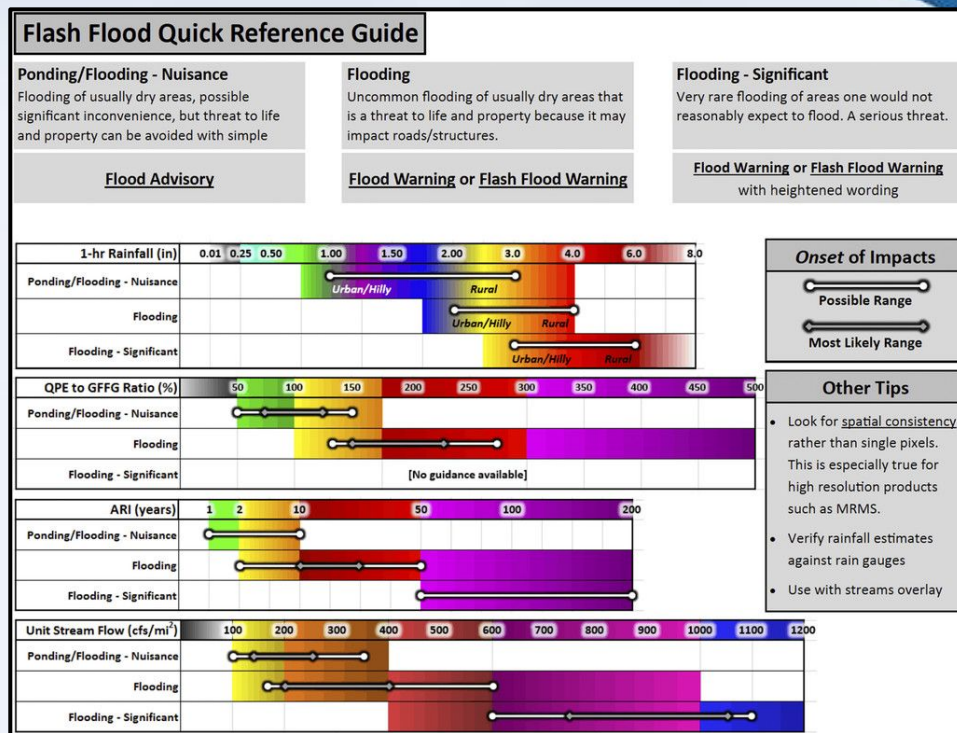 Flash Flood Quick Reference Guide
Ponding/Flooding - Nuisance
Flooding of usually dry areas, possible
significant inconvenience, but threat to life
and property can be avoided with simple
Flood Advisory
Flooding
Uncommon flooding of usually dry areas that
is a threat to life and property because it may
impact roads/structures.
Flood Warning or Flash Flood Warning
Flooding - Significant
Very rare flooding of areas one would not
reasonably expect to flood. A serious threat.
Flood Warning or Flash Flood Warning
with heightened wording
1-hr Rainfall (in) 0.01 0.25 0.50 1.00 1.50 2.00 3.0 4.0 6.0 8.0
Ponding/Flooding - Nuisance
Urban/Hilly Rural
Flooding
Urban/Hilly Rural
Flooding - Significant
Urban/Hilly Rural
QPE to GFFG Ratio (%) 50 100 150 200 250 300 350 400 450 500
Ponding/Flooding - Nuisance
Flooding
Flooding - Significant [No guidance available]
ARI (years) 1 2 10 50 100 200
Ponding/Flooding - Nuisance
Flooding
Flooding - Significant
Unit Stream Flow (cfs/mi²) 100 200 300 400 500 600 700 800 900 1000 1100 1200
Ponding/Flooding - Nuisance
Flooding
Flooding - Significant
Onset of Impacts
Possible Range
Most Likely Range
Other Tips
• Look for spatial consistency
rather than single pixels.
This is especially true for
high resolution products
such as MRMS.
• Verify rainfall estimates
against rain gauges
• Use with streams overlay